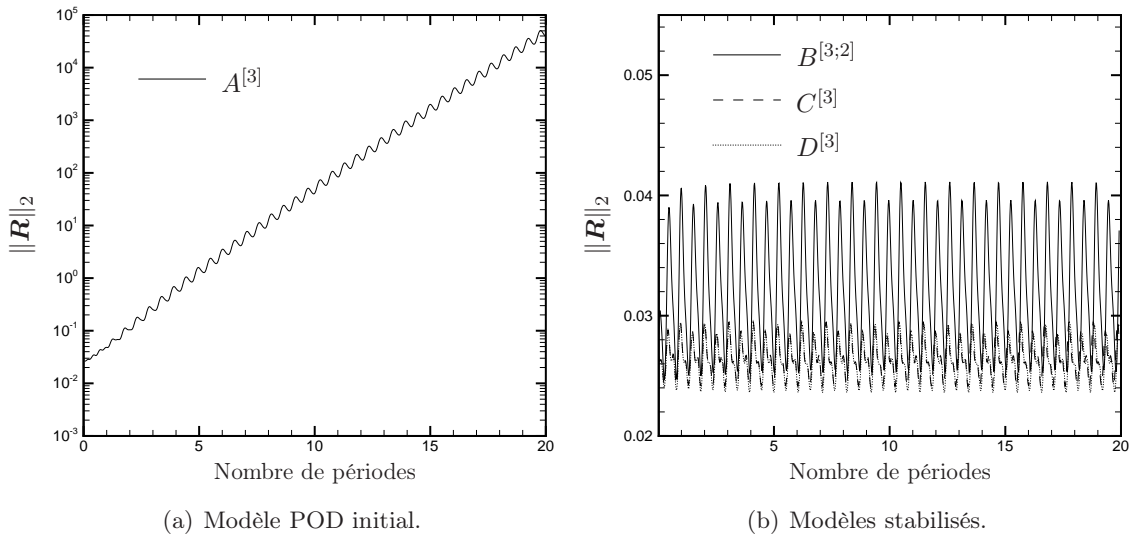 10^5
10^4
10^3
10^2
10^1
10^0
10^-1
10^-2
10^-3
0 5 10 15 20
||R||_2
A^[3]
Nombre de périodes
(a) Modèle POD initial.
0.05
0.04
0.03
0.02
5 10 15 20
||R||_2
B^[3;2]
C^[3]
D^[3]
Nombre de périodes
(b) Modèles stabilisés.